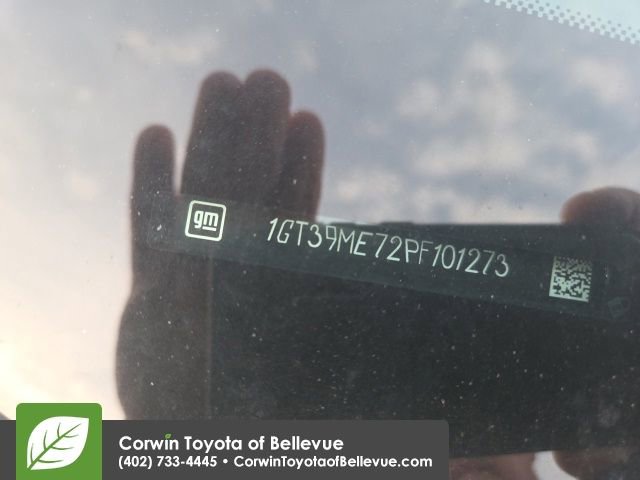 gm
1GT39ME72PF101273
Corwin Toyota of Bellevue
(402) 733-4445 • CorwinToyotaofBellevue.com